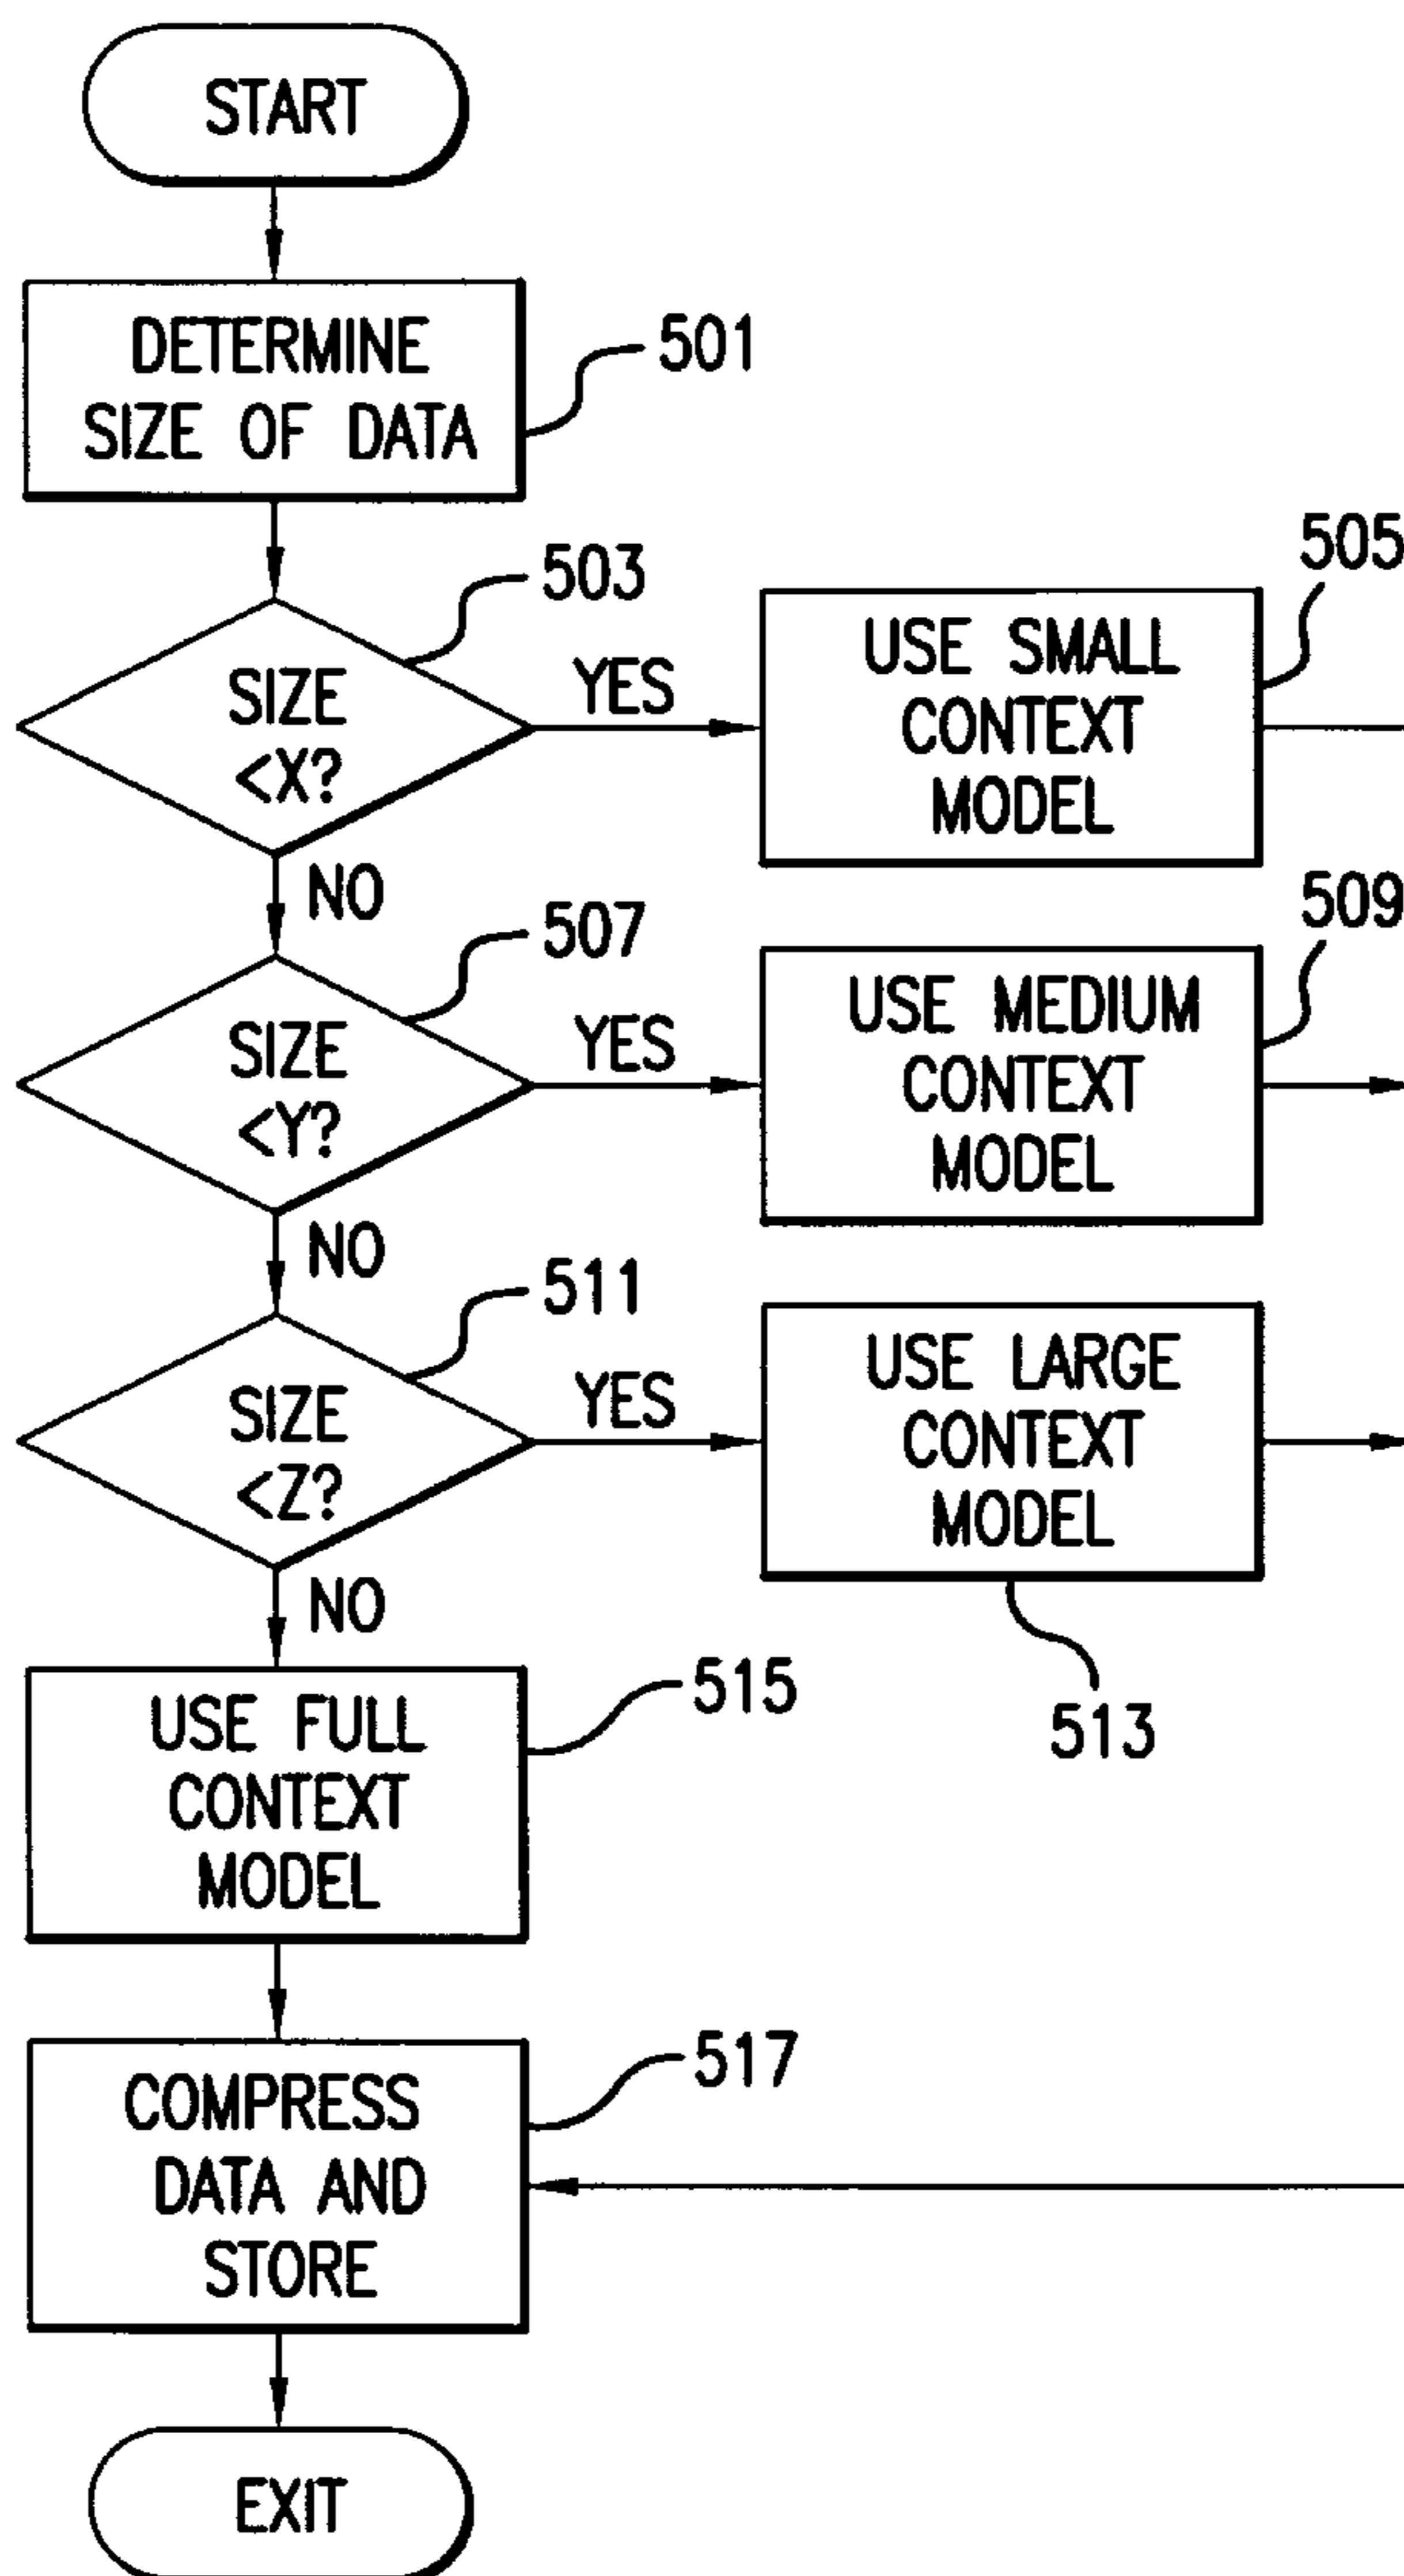 START
DETERMINE
SIZE OF DATA
501
503
SIZE
<X?
YES
NO
USE SMALL
CONTEXT
MODEL
505
507
SIZE
<Y?
YES
NO
USE MEDIUM
CONTEXT
MODEL
509
511
SIZE
<Z?
YES
NO
USE LARGE
CONTEXT
MODEL
513
USE FULL
CONTEXT
MODEL
515
COMPRESS
DATA AND
STORE
517
EXIT